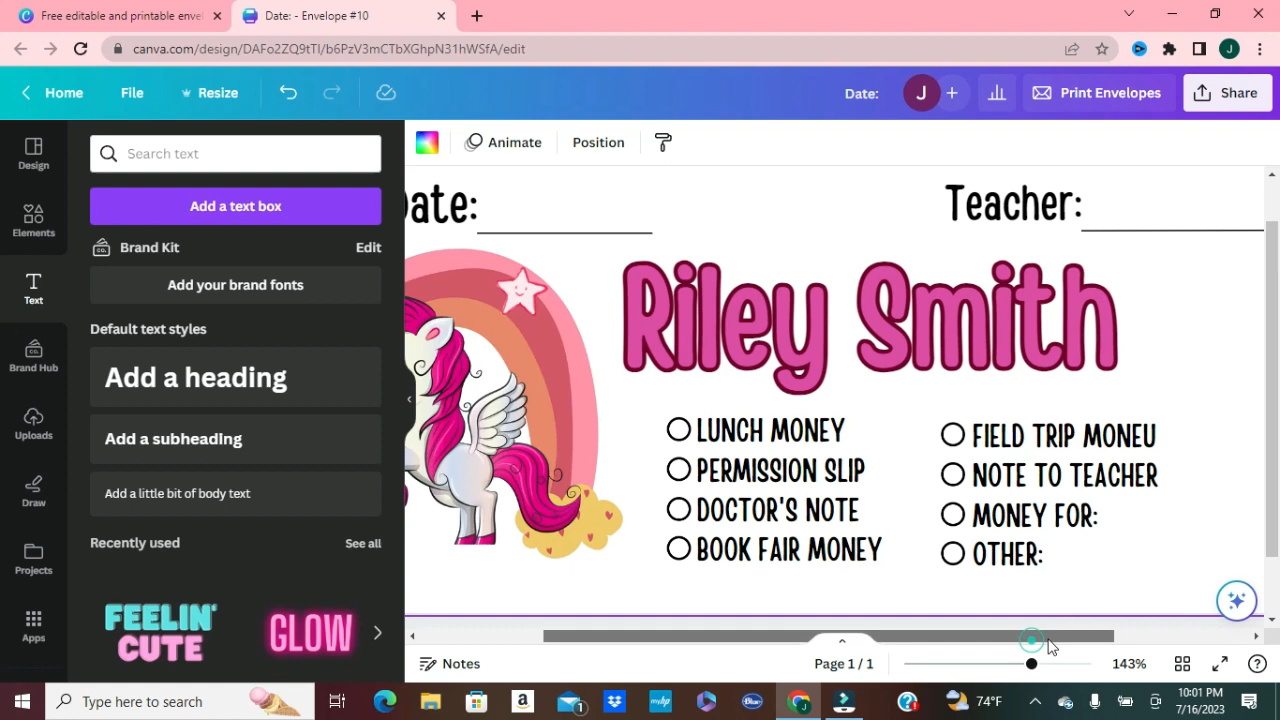 Free editable and printable enve
Date: - Envelope #10
canva.com/design/DAFo2ZQ9tTI/b6PzV3mCTbXGhpN31hWSfA/edit
J
Home
File
Resize
Date:
J
Print Envelopes
Share
Design
Elements
Text
Brand Hub
Uploads
Draw
Projects
Apps
Search text
Add a text box
Brand Kit
Edit
Add your brand fonts
Default text styles
Add a heading
Add a subheading
Add a little bit of body text
Recently used
See all
FEELIN'
CUTE
GLOW
Animate
Position
ate:
Teacher:
Riley Smith
LUNCH MONEY
PERMISSION SLIP
DOCTOR'S NOTE
BOOK FAIR MONEY
FIELD TRIP MONEU
NOTE TO TEACHER
MONEY FOR:
OTHER:
Notes
Page 1 / 1
143%
Type here to search
74°F
10:01 PM
7/16/2023